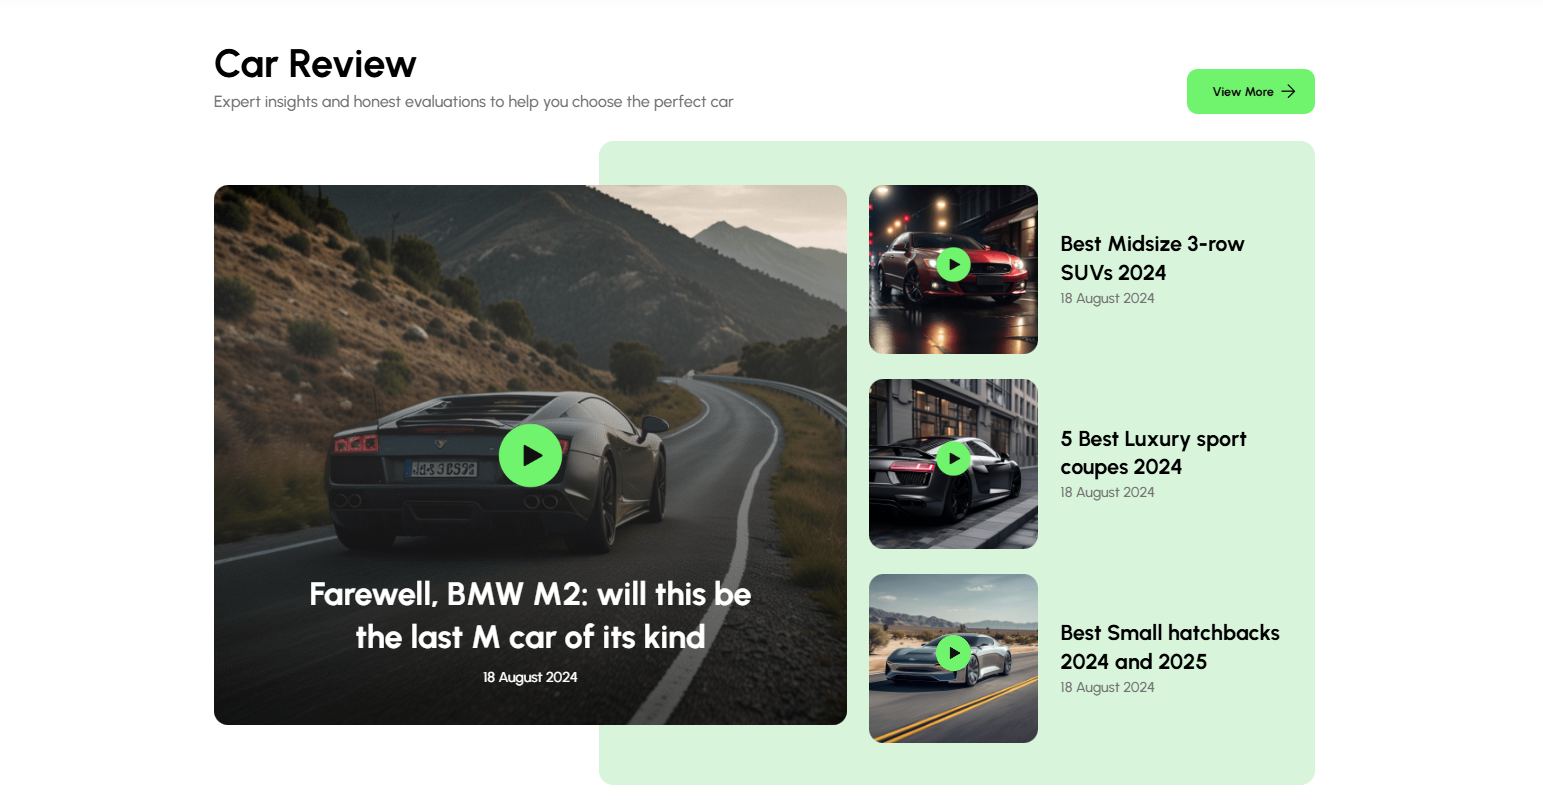 Car Review
Expert insights and honest evaluations to help you choose the perfect car
View More
Farewell, BMW M2: will this be
the last M car of its kind
18 August 2024
Best Midsize 3-row
SUVs 2024
18 August 2024
5 Best Luxury sport
coupes 2024
18 August 2024
Best Small hatchbacks
2024 and 2025
18 August 2024